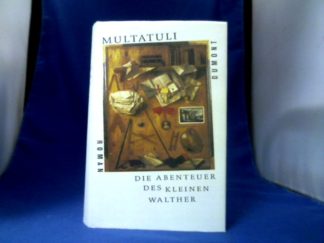 MULTATULI
DUMONT
ROMAN
DIE ABENTEUER
DES KLEINEN
WALTHER